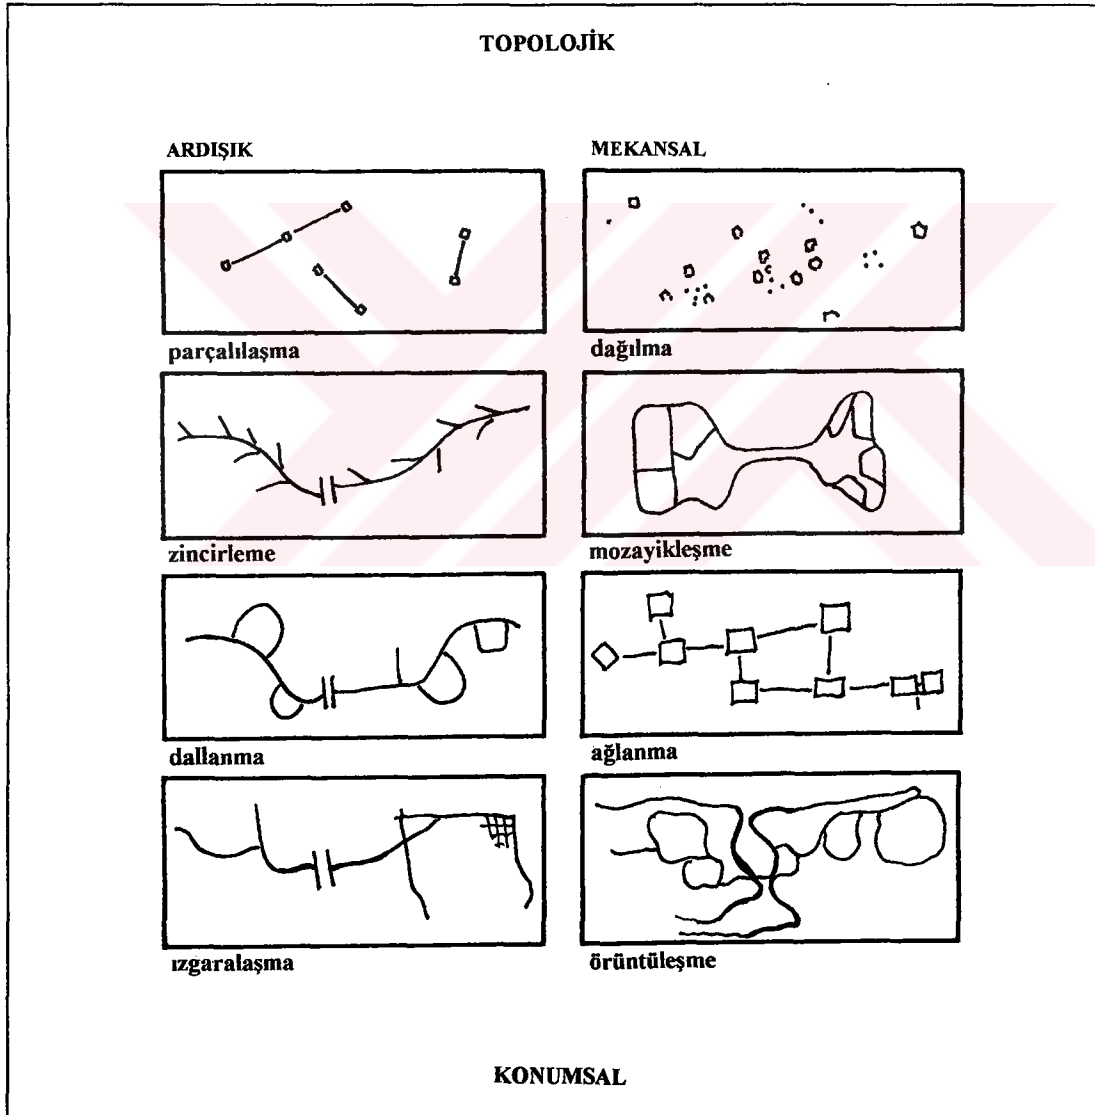 TOPOLOJİK
ARDIŞIK MEKANSAL
parçalılaşma dağılma
zincirleme mozayikleşme
dallanma ağlanma
ızgaralaşma örüntüleşme
KONUMSAL